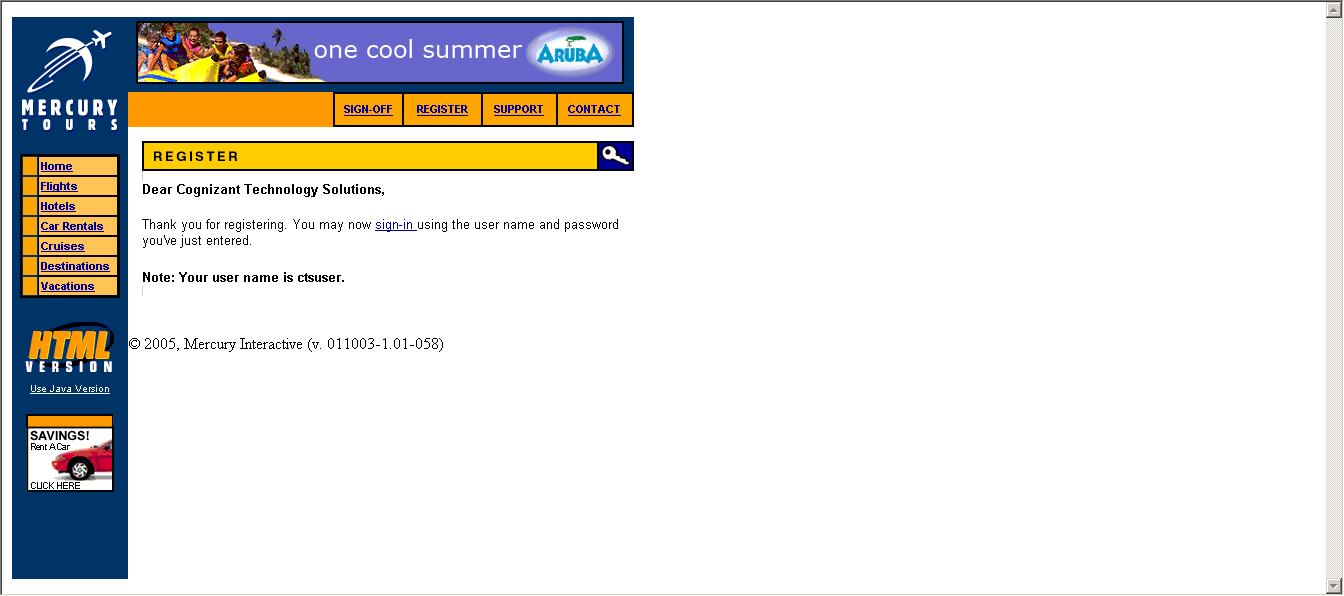 one cool summer ARUBA
MERCURY
TOURS
SIGN-OFF REGISTER SUPPORT CONTACT
Home
Flights
Hotels
Car Rentals
Cruises
Destinations
Vacations
HTML
VERSION
Use Java Version
SAVINGS!
Rent A Car
CLICK HERE
REGISTER
Dear Cognizant Technology Solutions,
Thank you for registering. You may now sign-in using the user name and password
you've just entered.
Note: Your user name is ctsuser.
© 2005, Mercury Interactive (v. 011003-1.01-058)